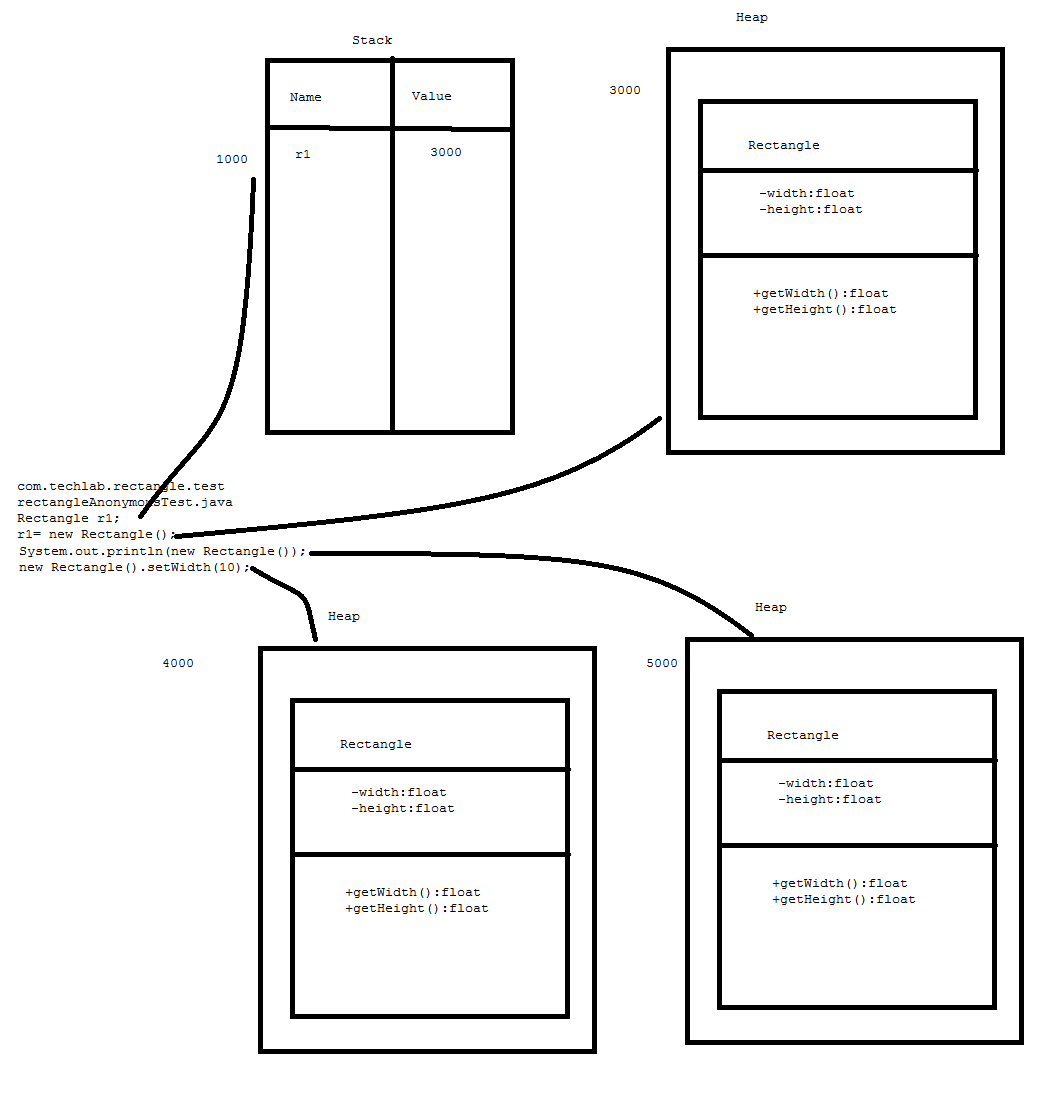 Heap
Stack
3000
Name Value
1000 r1 3000
Rectangle
-width:float
-height:float
+getWidth():float
+getHeight():float
com.techlab.rectangle.test
rectangleAnonymousTest.java
Rectangle r1;
r1= new Rectangle();
System.out.println(new Rectangle());
new Rectangle().setWidth(10);
Heap
4000
Rectangle
-width:float
-height:float
+getWidth():float
+getHeight():float
Heap
5000
Rectangle
-width:float
-height:float
+getWidth():float
+getHeight():float